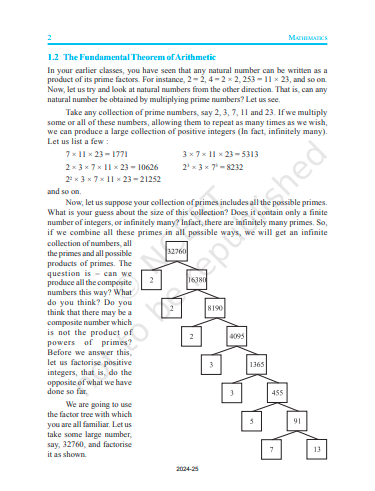 2
MATHEMATICS
1.2 The Fundamental Theorem of Arithmetic
In your earlier classes, you have seen that any natural number can be written as a
product of its prime factors. For instance, 2 = 2, 4 = 2 × 2, 253 = 11 × 23, and so on.
Now, let us try and look at natural numbers from the other direction. That is, can any
natural number be obtained by multiplying prime numbers? Let us see.
Take any collection of prime numbers, say 2, 3, 7, 11 and 23. If we multiply
some or all of these numbers, allowing them to repeat as many times as we wish,
we can produce a large collection of positive integers (In fact, infinitely many).
Let us list a few :
7 × 11 × 23 = 1771 3 × 7 × 11 × 23 = 5313
2 × 3 × 7 × 11 × 23 = 10626 2³ × 3 × 7³ = 8232
2² × 3 × 7 × 11 × 23 = 21252
and so on.
Now, let us suppose your collection of primes includes all the possible primes.
What is your guess about the size of this collection? Does it contain only a finite
number of integers, or infinitely many? Infact, there are infinitely many primes. So,
if we combine all these primes in all possible ways, we will get an infinite
collection of numbers, all
the primes and all possible
products of primes. The
question is – can we
produce all the composite
numbers this way? What
do you think? Do you
think that there may be a
composite number which
is not the product of
powers of primes?
Before we answer this,
let us factorise positive
integers, that is, do the
opposite of what we have
done so far.
We are going to use
the factor tree with which
you are all familiar. Let us
take some large number,
say, 32760, and factorise
it as shown.
32760
2 16380
2 8190
2 4095
3 1365
3 455
5 91
7 13
2024-25
not to be republished